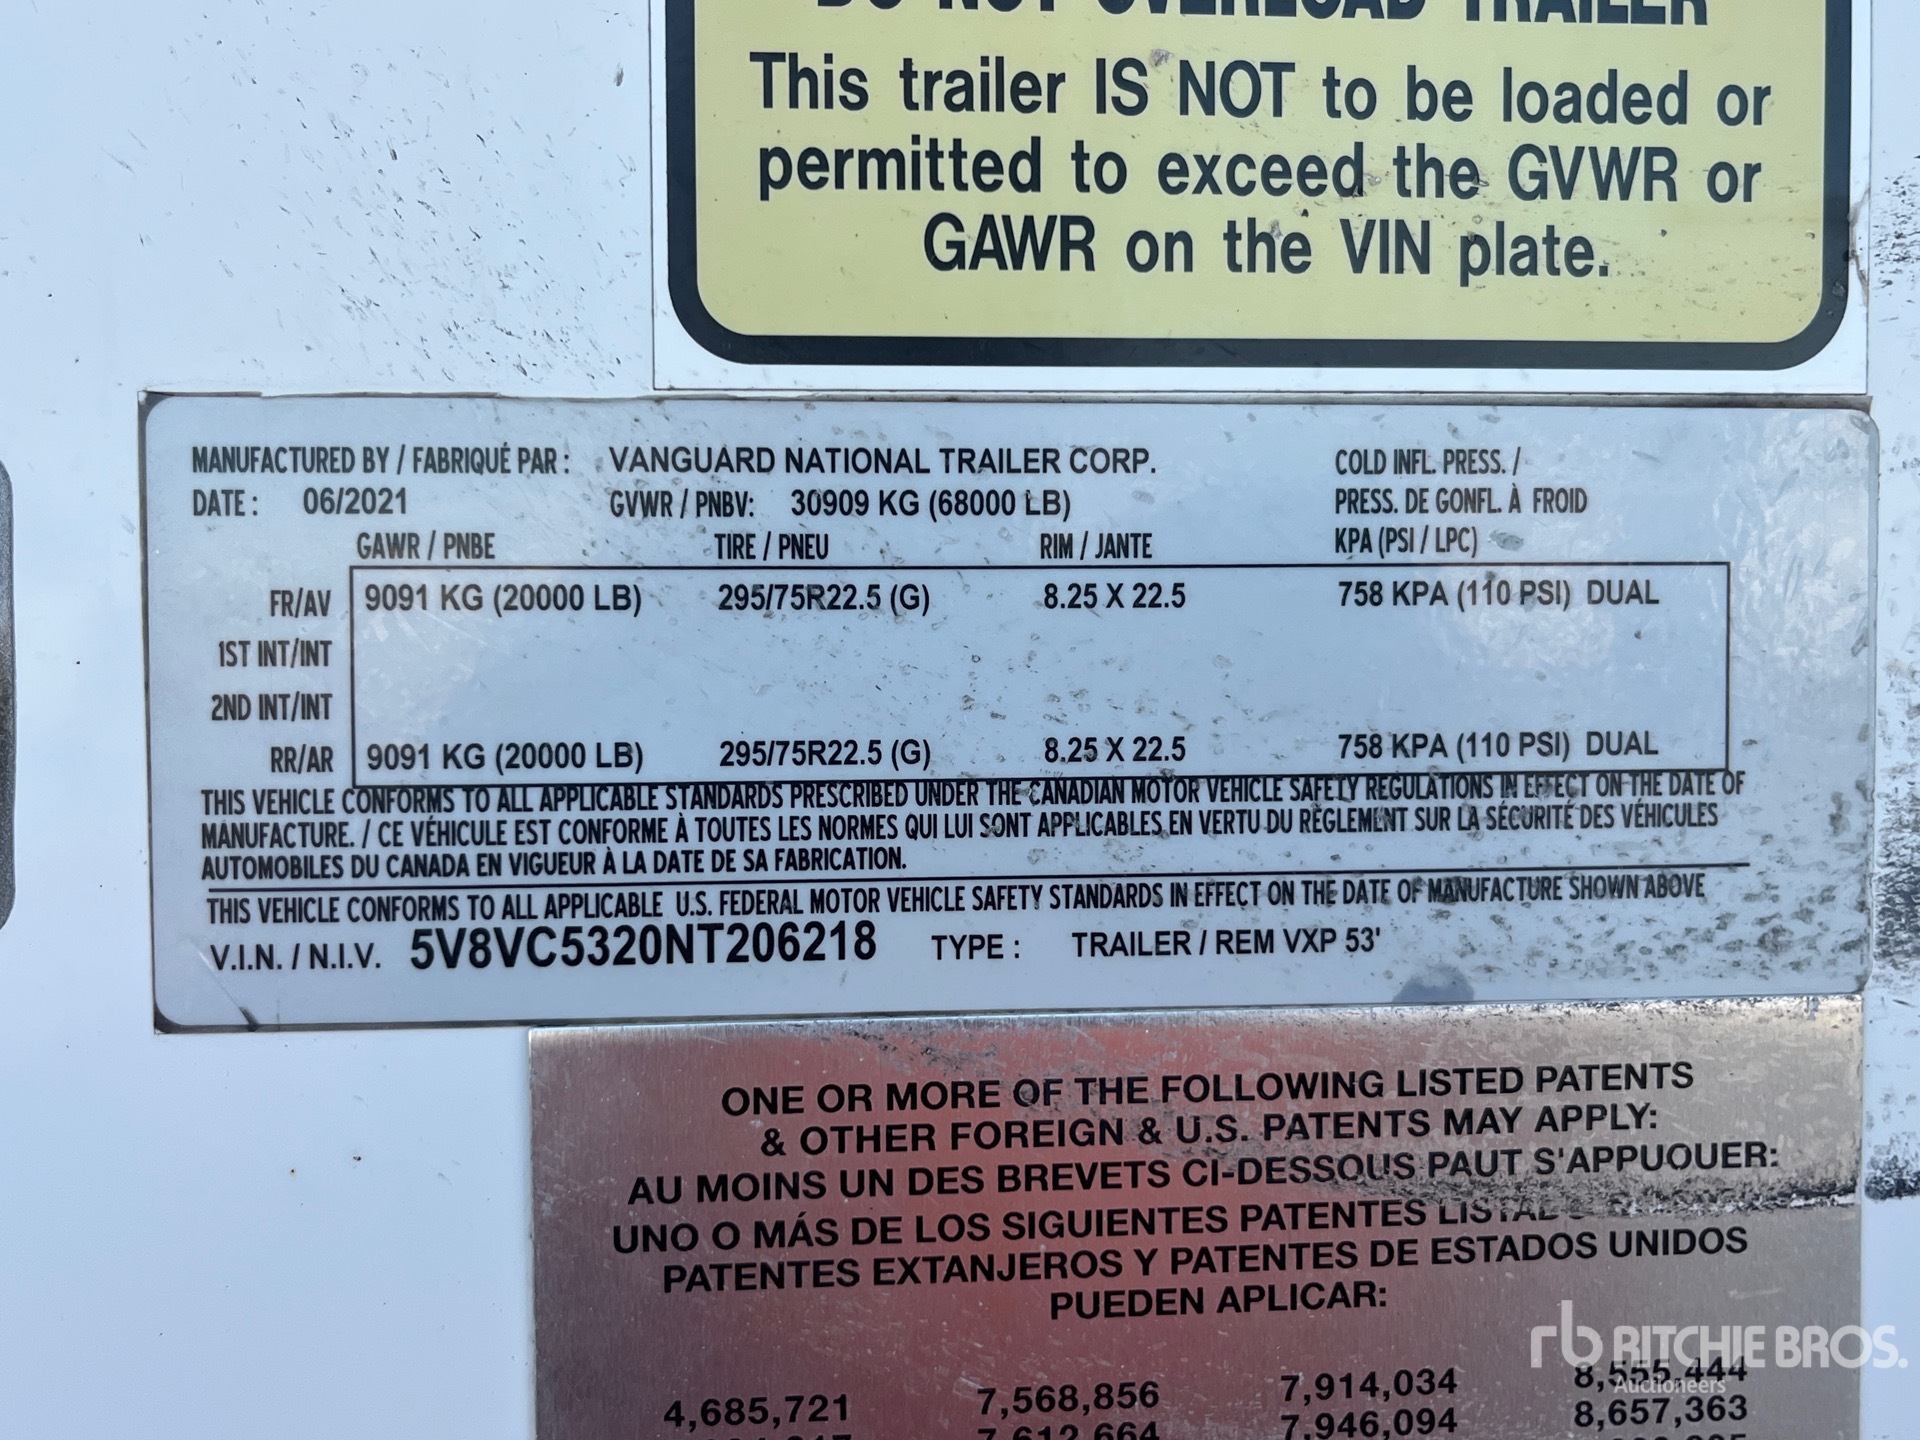 DO NOT OVERLOAD TRAILER
This trailer IS NOT to be loaded or
permitted to exceed the GVWR or
GAWR on the VIN plate.
MANUFACTURED BY / FABRIQUÉ PAR : VANGUARD NATIONAL TRAILER CORP. COLD INFL. PRESS. /
DATE : 06/2021 GVWR / PNBV: 30909 KG (68000 LB) PRESS. DE GONFL. À FROID
GAWR / PNBE TIRE / PNEU RIM / JANTE KPA (PSI / LPC)
FR/AV 9091 KG (20000 LB) 295/75R22.5 (G) 8.25 X 22.5 758 KPA (110 PSI) DUAL
1ST INT/INT
2ND INT/INT
RR/AR 9091 KG (20000 LB) 295/75R22.5 (G) 8.25 X 22.5 758 KPA (110 PSI) DUAL
THIS VEHICLE CONFORMS TO ALL APPLICABLE STANDARDS PRESCRIBED UNDER THE CANADIAN MOTOR VEHICLE SAFETY REGULATIONS IN EFFECT ON THE DATE OF
MANUFACTURE. / CE VÉHICULE EST CONFORME À TOUTES LES NORMES QUI LUI SONT APPLICABLES EN VERTU DU RÈGLEMENT SUR LA SÉCURITÉ DES VÉHICULES
AUTOMOBILES DU CANADA EN VIGUEUR À LA DATE DE SA FABRICATION.
THIS VEHICLE CONFORMS TO ALL APPLICABLE U.S. FEDERAL MOTOR VEHICLE SAFETY STANDARDS IN EFFECT ON THE DATE OF MANUFACTURE SHOWN ABOVE
V.I.N. / N.I.V. 5V8VC5320NT206218 TYPE : TRAILER / REM VXP 53'
ONE OR MORE OF THE FOLLOWING LISTED PATENTS
& OTHER FOREIGN & U.S. PATENTS MAY APPLY:
AU MOINS UN DES BREVETS CI-DESSOUS PAUT S'APPUQUER:
UNO O MÁS DE LOS SIGUIENTES PATENTES
PATENTES EXTANJEROS Y PATENTES DE ESTADOS UNIDOS
PUEDEN APLICAR:
4,685,721 7,568,856 7,914,034 8,555,444
7,612,664 7,946,094 8,657,363
rb RITCHIE BROS.
Auctioneers